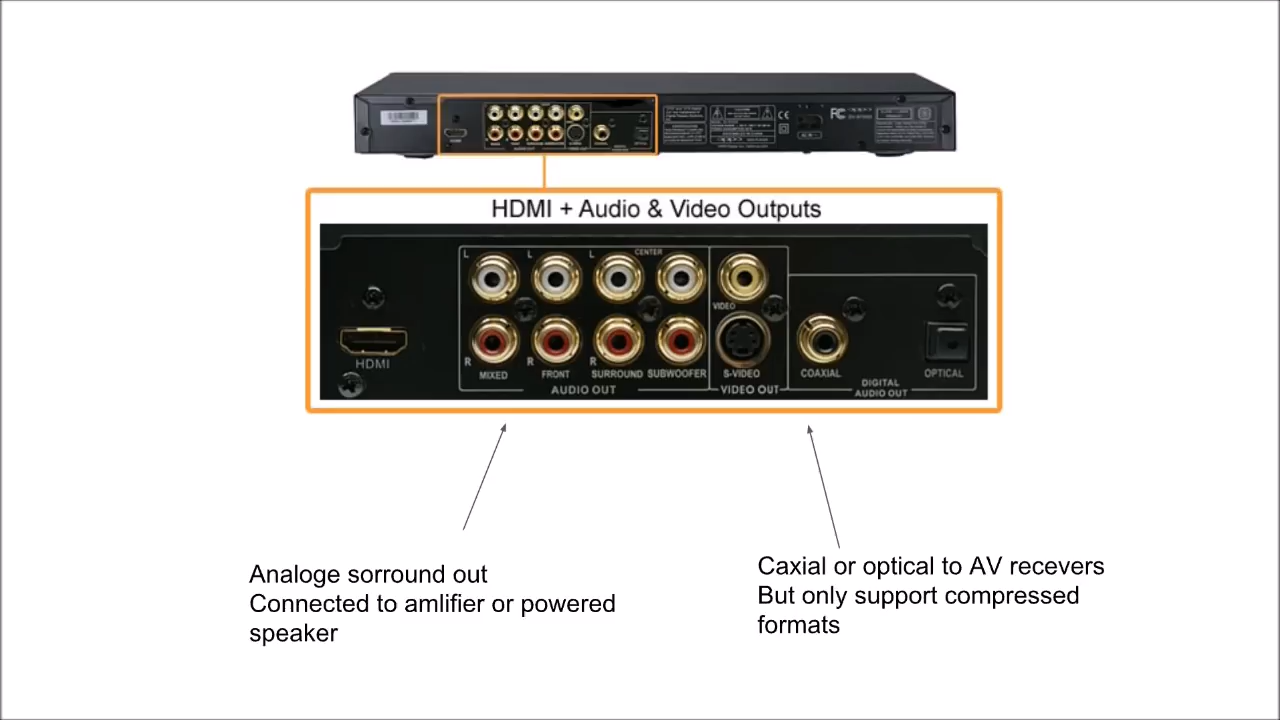 HDMI + Audio & Video Outputs
L L L CENTER
VIDEO
HDMI
R R R
MIXED FRONT SURROUND SUBWOOFER S-VIDEO COAXIAL OPTICAL
AUDIO OUT VIDEO OUT DIGITAL
AUDIO OUT
Analoge sorround out
Connected to amlifier or powered
speaker
Caxial or optical to AV recevers
But only support compressed
formats